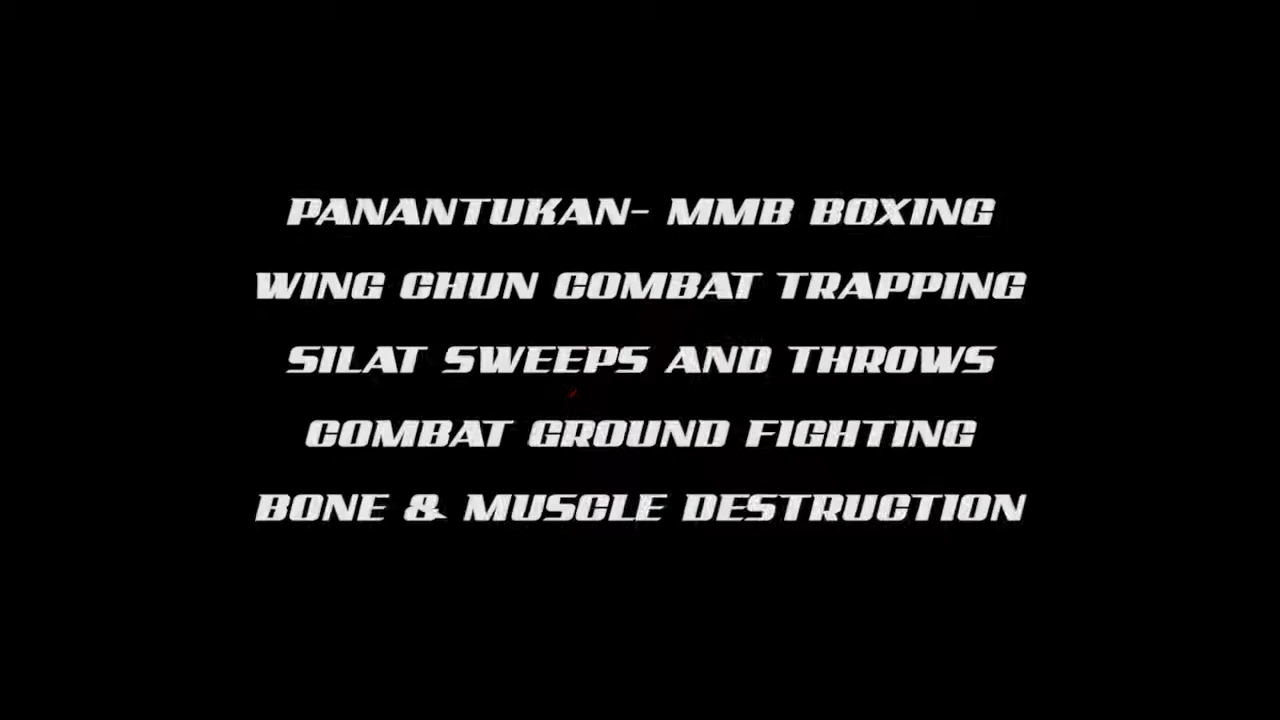 PANANTUKAN- MMB BOXING
WING CHUN COMBAT TRAPPING
SILAT SWEEPS AND THROWS
COMBAT GROUND FIGHTING
BONE & MUSCLE DESTRUCTION